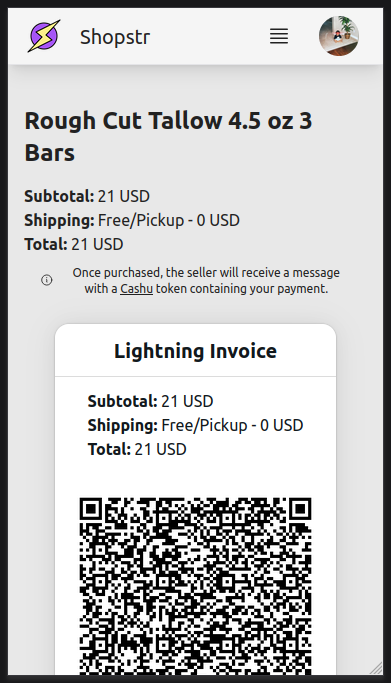 Shopstr
Rough Cut Tallow 4.5 oz 3
Bars
Subtotal: 21 USD
Shipping: Free/Pickup - 0 USD
Total: 21 USD
Once purchased, the seller will receive a message
with a Cashu token containing your payment.
Lightning Invoice
Subtotal: 21 USD
Shipping: Free/Pickup - 0 USD
Total: 21 USD